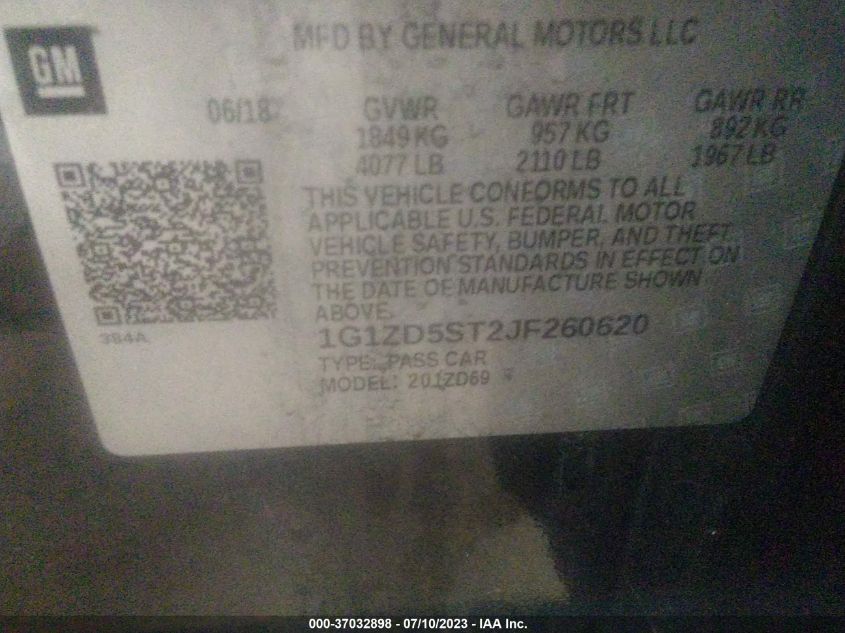 GM
MFD BY GENERAL MOTORS LLC
06/18 GVWR GAWR FRT GAWR RR
1849 KG 957 KG 892 KG
4077 LB 2110 LB 1967 LB
THIS VEHICLE CONFORMS TO ALL
APPLICABLE U.S. FEDERAL MOTOR
VEHICLE SAFETY, BUMPER, AND THEFT
PREVENTION STANDARDS IN EFFECT ON
THE DATE OF MANUFACTURE SHOWN
ABOVE.
384A
1G1ZD5ST2JF260620
TYPE: PASS CAR
MODEL: 201ZD69
000-37032898 - 07/10/2023 - IAA Inc.